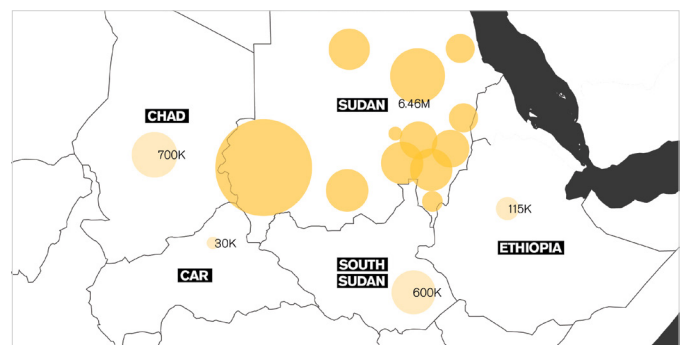 CHAD
700K
SUDAN
6.46M
30K
CAR
SOUTH
SUDAN
600K
115K
ETHIOPIA